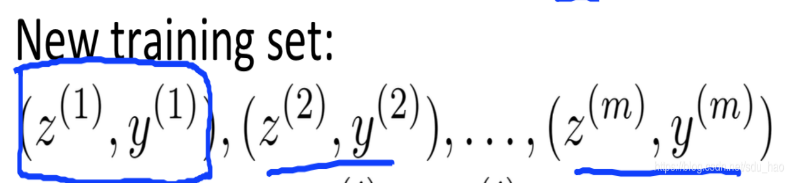 New training set:
(z^{(1)}, y^{(1)}), (z^{(2)}, y^{(2)}), ..., (z^{(m)}, y^{(m)})